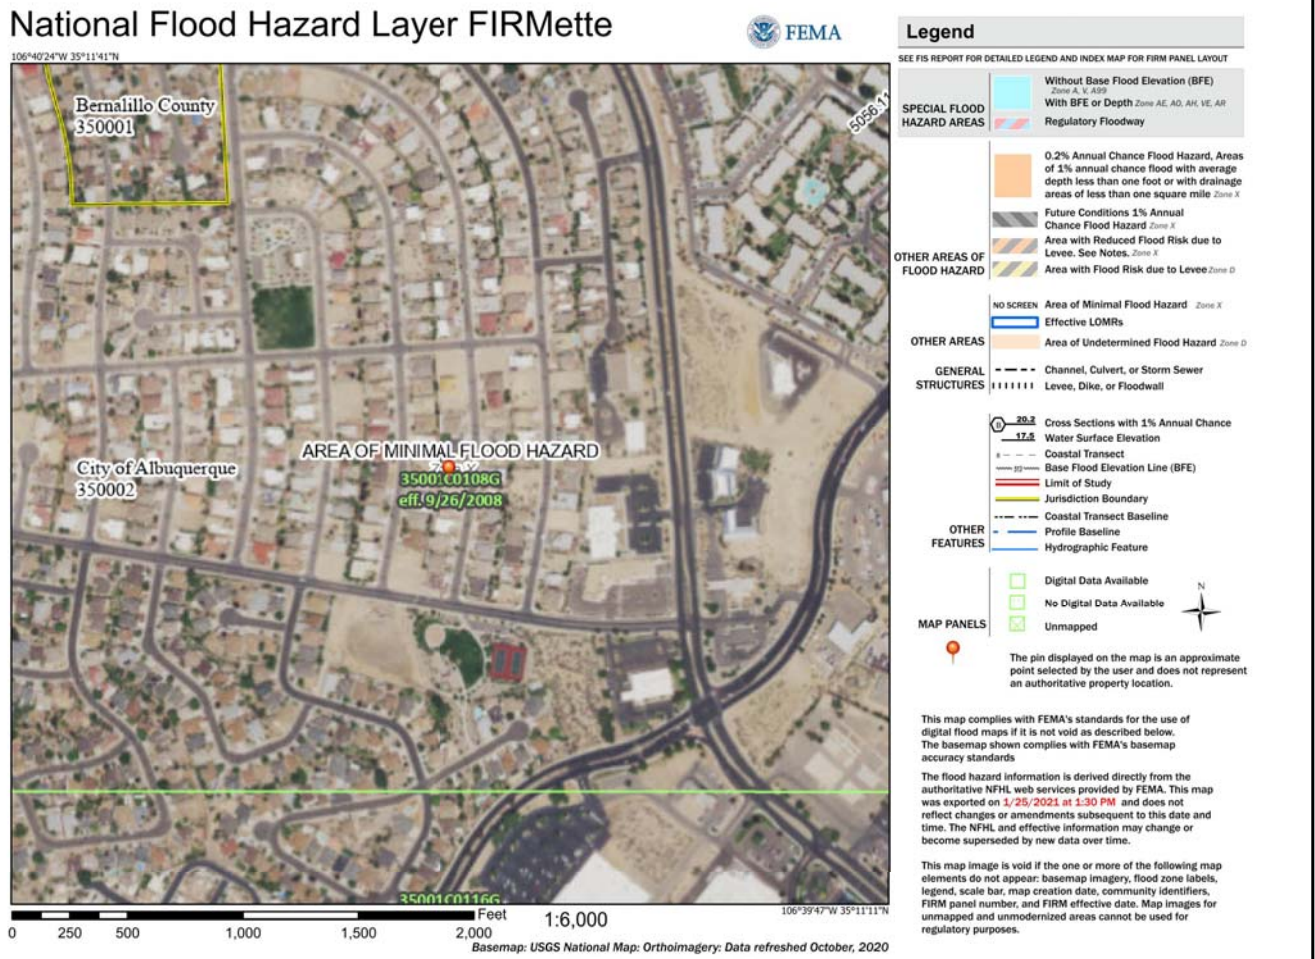 National Flood Hazard Layer FIRMette
FEMA
Legend
106°40'24"W 35°11'41"N
SEE FIS REPORT FOR DETAILED LEGEND AND INDEX MAP FOR FIRM PANEL LAYOUT
Bernalillo County
350001
5056.11
City of Albuquerque
350002
AREA OF MINIMAL FLOOD HAZARD
35001C0108G
eff. 9/26/2008
35001C0116G
106°39'47"W 35°11'11"N
Feet
1:6,000
0 250 500 1,000 1,500 2,000
Basemap: USGS National Map: Orthoimagery: Data refreshed October, 2020
SPECIAL FLOOD
HAZARD AREAS
Without Base Flood Elevation (BFE)
Zone A, V, A99
With BFE or Depth Zone AE, AO, AH, VE, AR
Regulatory Floodway
OTHER AREAS OF
FLOOD HAZARD
0.2% Annual Chance Flood Hazard, Areas
of 1% annual chance flood with average
depth less than one foot or with drainage
areas of less than one square mile Zone X
Future Conditions 1% Annual
Chance Flood Hazard Zone X
Area with Reduced Flood Risk due to
Levee. See Notes. Zone X
Area with Flood Risk due to Levee Zone D
OTHER AREAS
NO SCREEN Area of Minimal Flood Hazard Zone X
Effective LOMRs
Area of Undetermined Flood Hazard Zone D
GENERAL
STRUCTURES
Channel, Culvert, or Storm Sewer
Levee, Dike, or Floodwall
OTHER
FEATURES
B 20.2 Cross Sections with 1% Annual Chance
17.5 Water Surface Elevation
Coastal Transect
Base Flood Elevation Line (BFE)
Limit of Study
Jurisdiction Boundary
Coastal Transect Baseline
Profile Baseline
Hydrographic Feature
MAP PANELS
Digital Data Available
No Digital Data Available
Unmapped
N
The pin displayed on the map is an approximate
point selected by the user and does not represent
an authoritative property location.
This map complies with FEMA's standards for the use of
digital flood maps if it is not void as described below.
The basemap shown complies with FEMA's basemap
accuracy standards
The flood hazard information is derived directly from the
authoritative NFHL web services provided by FEMA. This map
was exported on 1/25/2021 at 1:30 PM and does not
reflect changes or amendments subsequent to this date and
time. The NFHL and effective information may change or
become superseded by new data over time.
This map image is void if the one or more of the following map
elements do not appear: basemap imagery, flood zone labels,
legend, scale bar, map creation date, community identifiers,
FIRM panel number, and FIRM effective date. Map images for
unmapped and unmodernized areas cannot be used for
regulatory purposes.